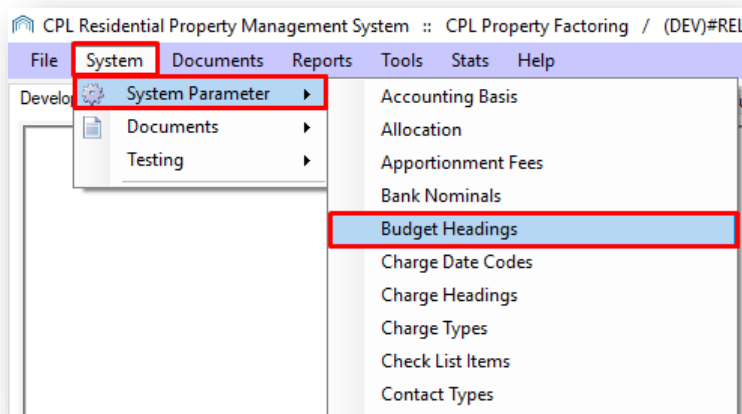 CPL Residential Property Management System :: CPL Property Factoring / (DEV)#REL
File System Documents Reports Tools Stats Help
Develop
System Parameter
Documents
Testing
Accounting Basis
Allocation
Apportionment Fees
Bank Nominals
Budget Headings
Charge Date Codes
Charge Headings
Charge Types
Check List Items
Contact Types